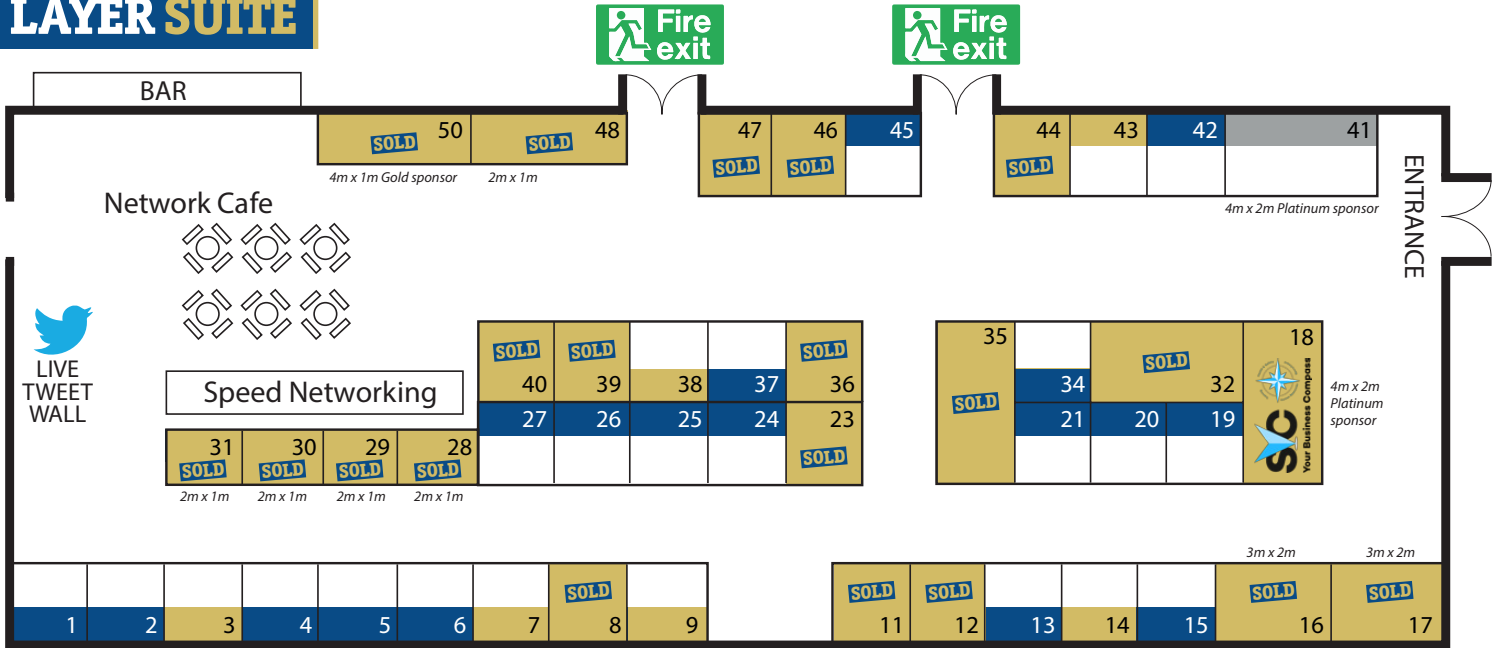 LAYER SUITE
Fire
exit
Fire
exit
BAR
50
SOLD
48
SOLD
47
SOLD
46
SOLD
45
44
SOLD
43
42
41
4m x 1m Gold sponsor
2m x 1m
4m x 2m Platinum sponsor
ENTRANCE
Network Cafe
LIVE
TWEET
WALL
Speed Networking
SOLD
40
SOLD
39
38
37
SOLD
36
27
26
25
24
23
SOLD
35
SOLD
34
SOLD
32
18
21
20
19
SYC
Your Business Compass
4m x 2m
Platinum
sponsor
31
SOLD
30
SOLD
29
SOLD
28
SOLD
2m x 1m
2m x 1m
2m x 1m
2m x 1m
3m x 2m
3m x 2m
1
2
3
4
5
6
7
SOLD
8
9
SOLD
11
SOLD
12
13
14
15
SOLD
16
SOLD
17